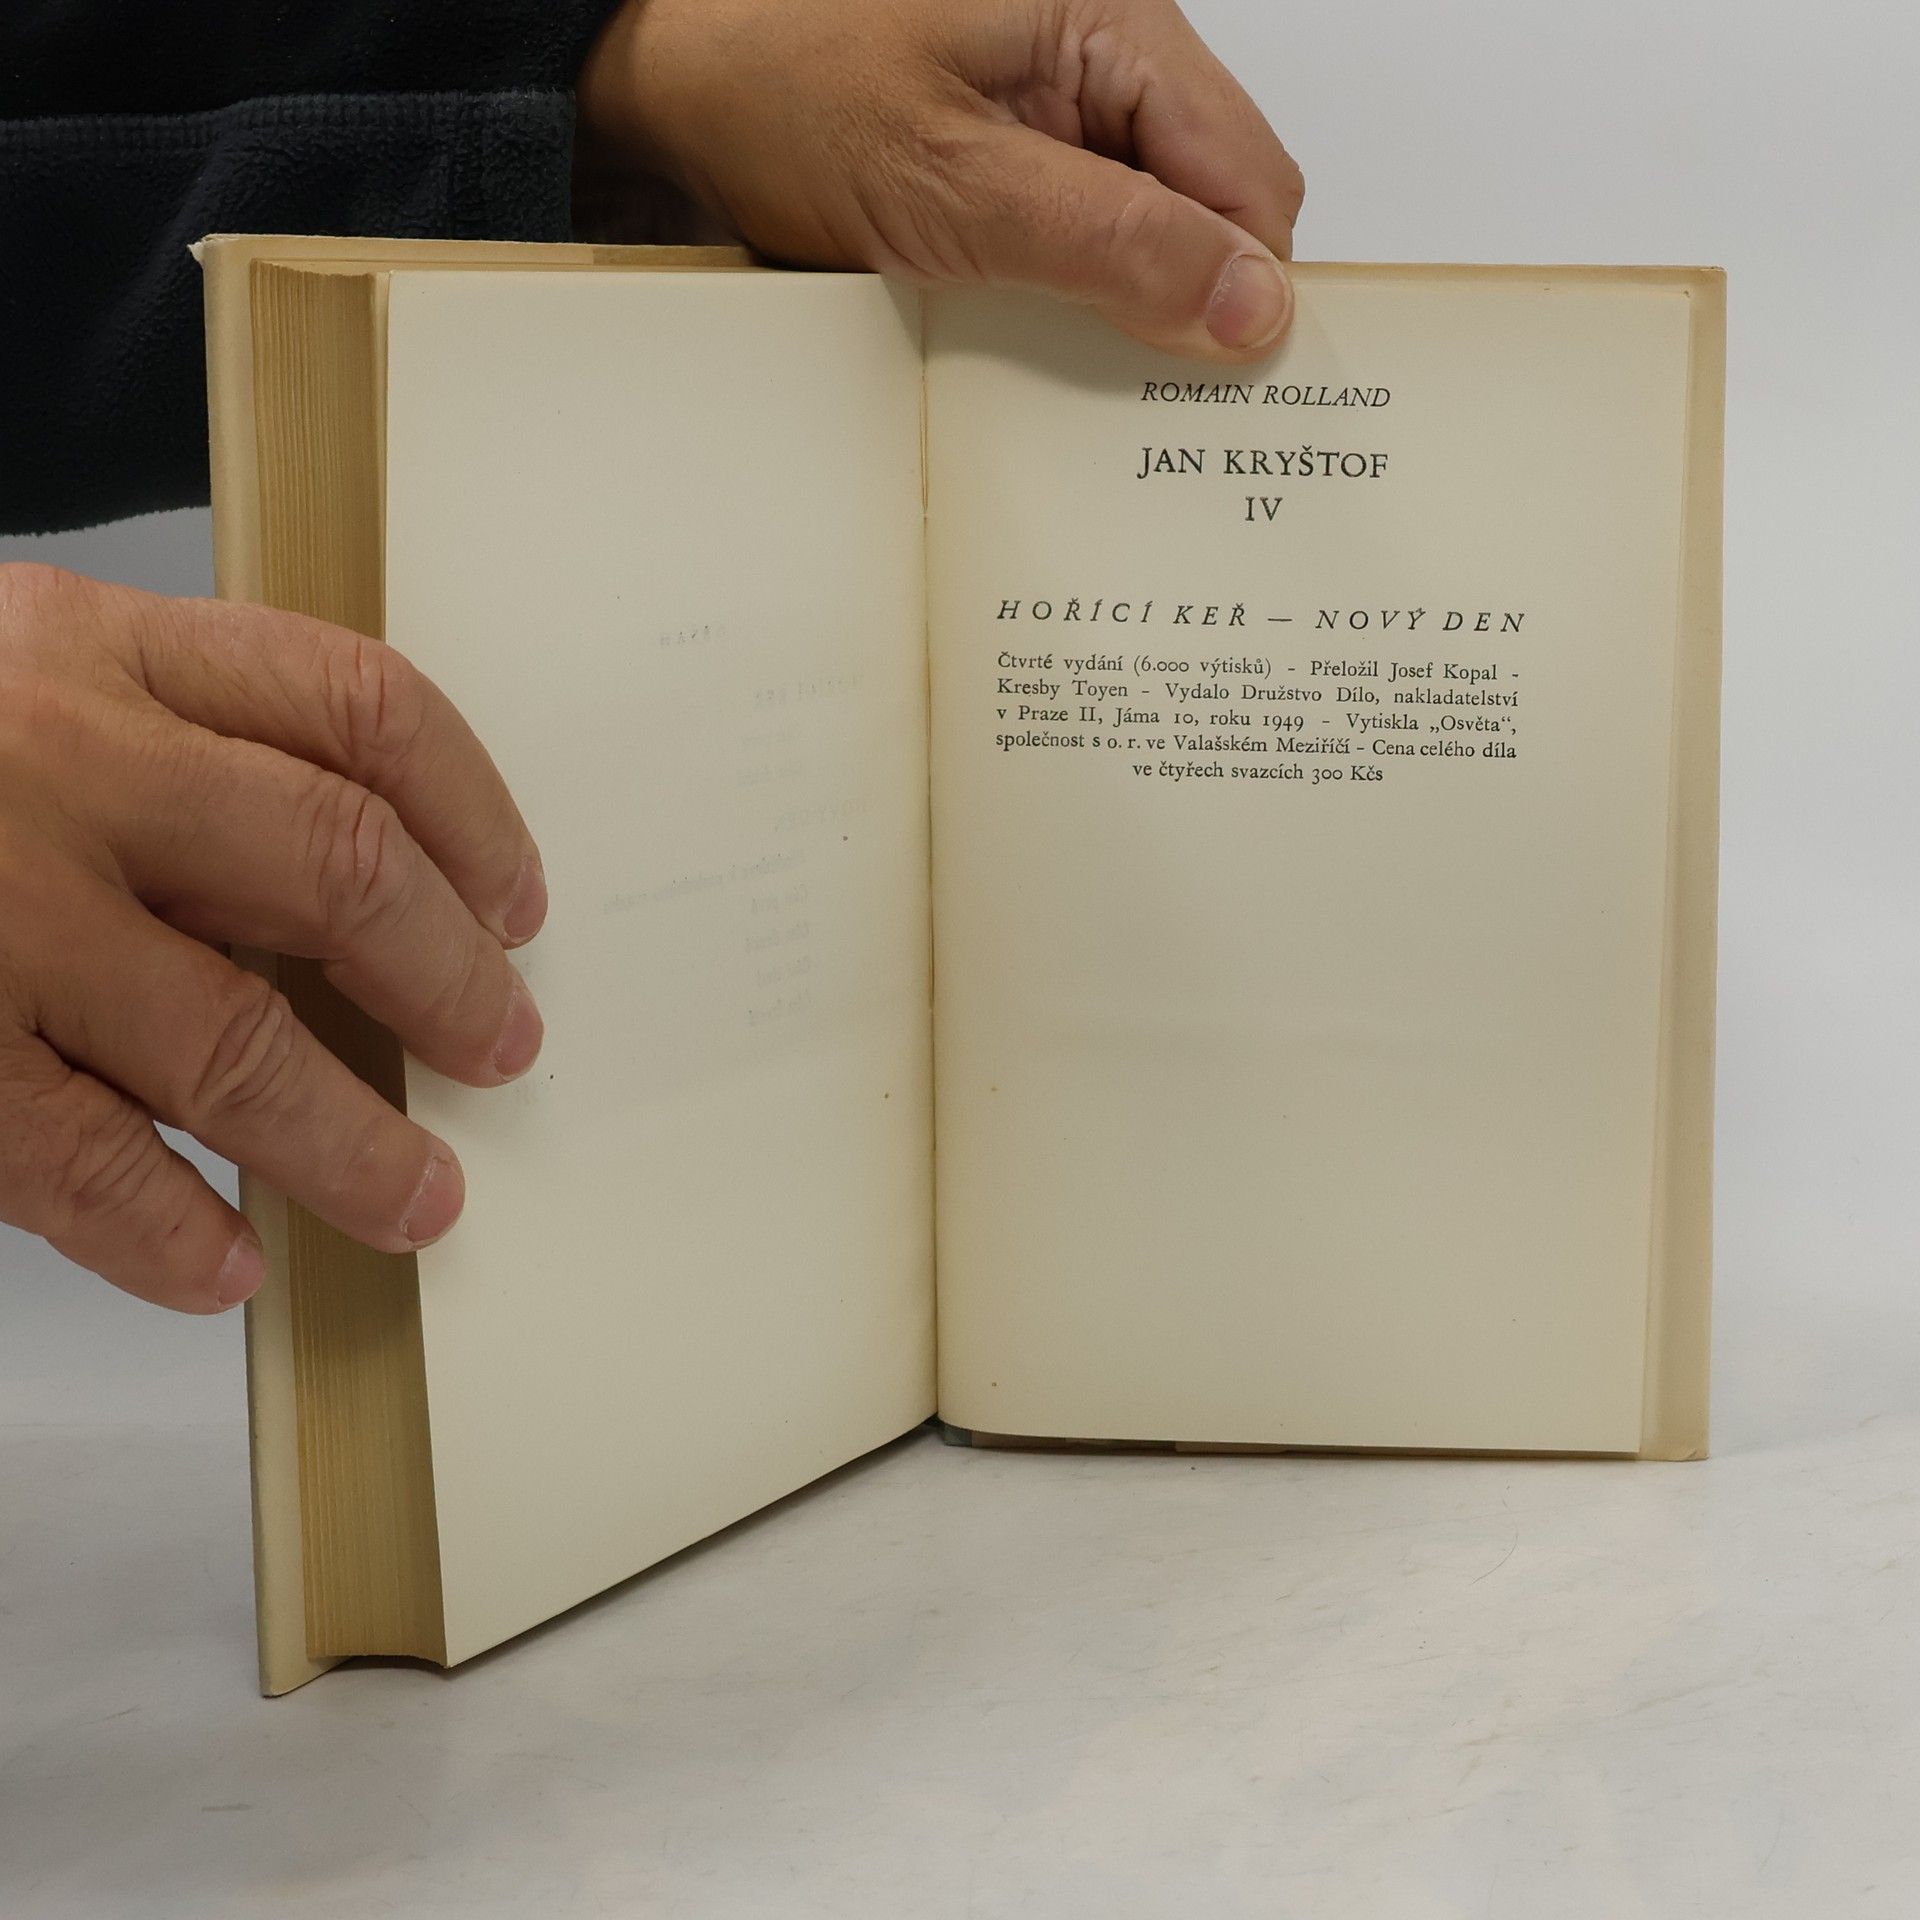 ROMAIN ROLLAND
JAN KRYŠTOF
IV
HOŘÍCÍ KEŘ — NOVÝ DEN
Čtvrté vydání (6.000 výtisků) - Přeložil Josef Kopal -
Kresby Toyen - Vydalo Družstvo Dílo, nakladatelství
v Praze II, Jáma 10, roku 1949 - Vytiskla „Osvěta“,
společnost s o. r. ve Valašském Meziříčí - Cena celého díla
ve čtyřech svazcích 300 Kčs